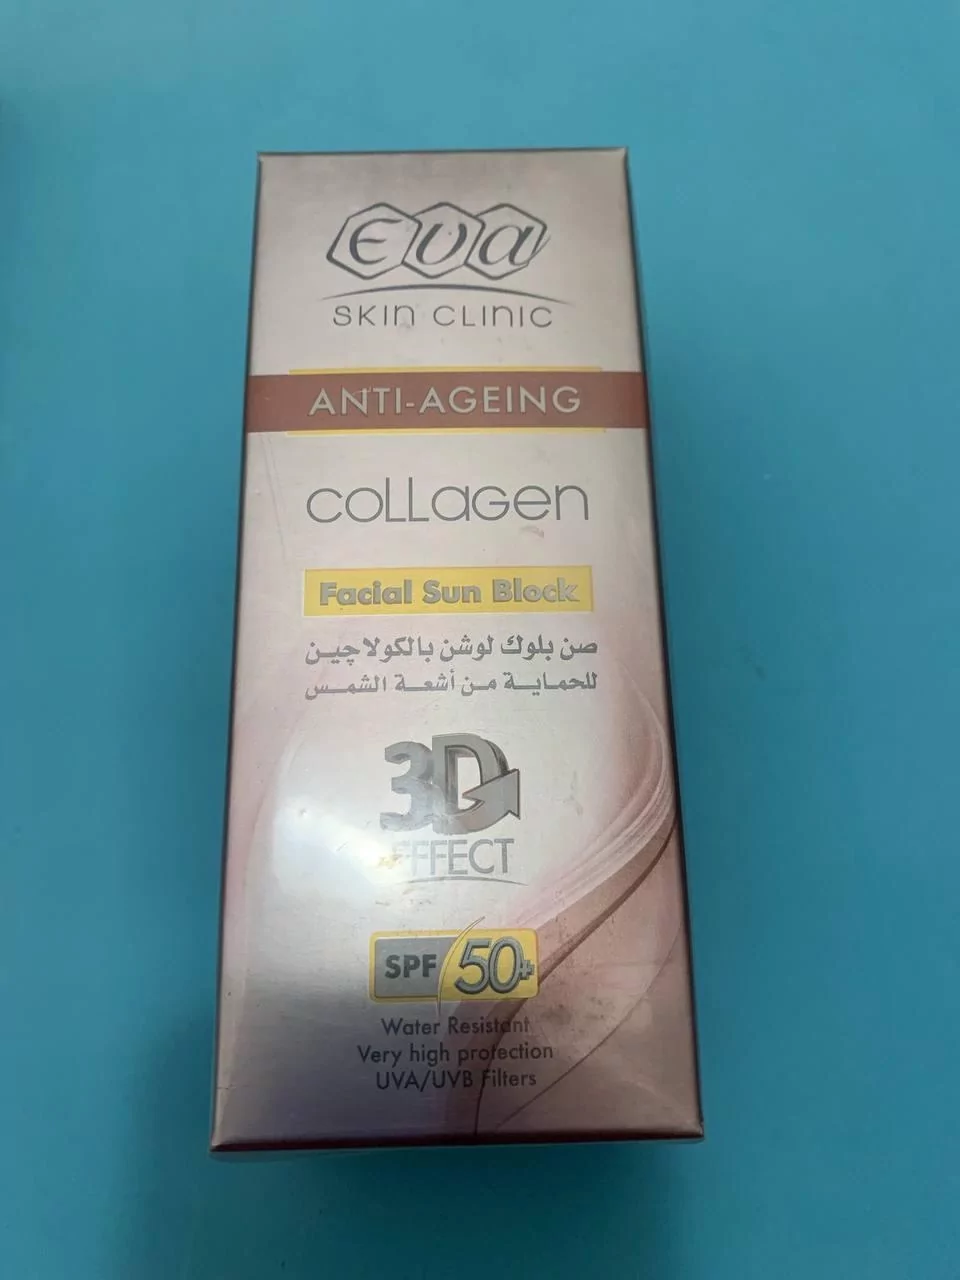 Eva
SKIN CLINIC
ANTI-AGEING
coLLaGen
Facial Sun Block
صن بلوك لوشن بالكولاچين
للحماية من أشعة الشمس
3D
EFFECT
SPF 50+
Water Resistant
Very high protection
UVA/UVB Filters